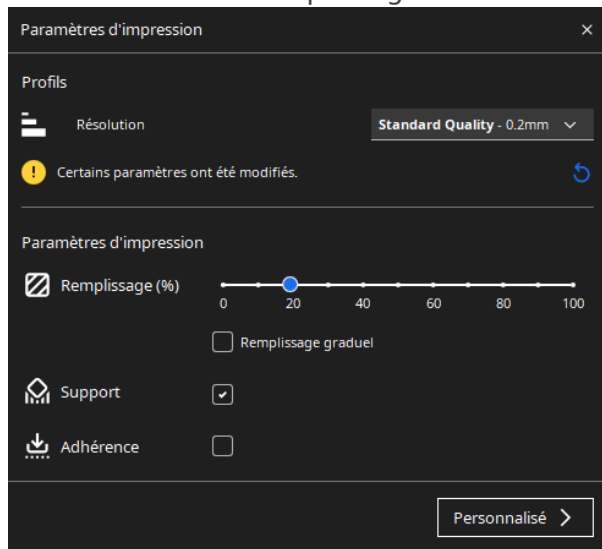 Paramètres d'impression
Profils
Résolution
Standard Quality - 0.2mm
Certains paramètres ont été modifiés.
Paramètres d'impression
Remplissage (%)
0 20 40 60 80 100
Remplissage graduel
Support
Adhérence
Personnalisé